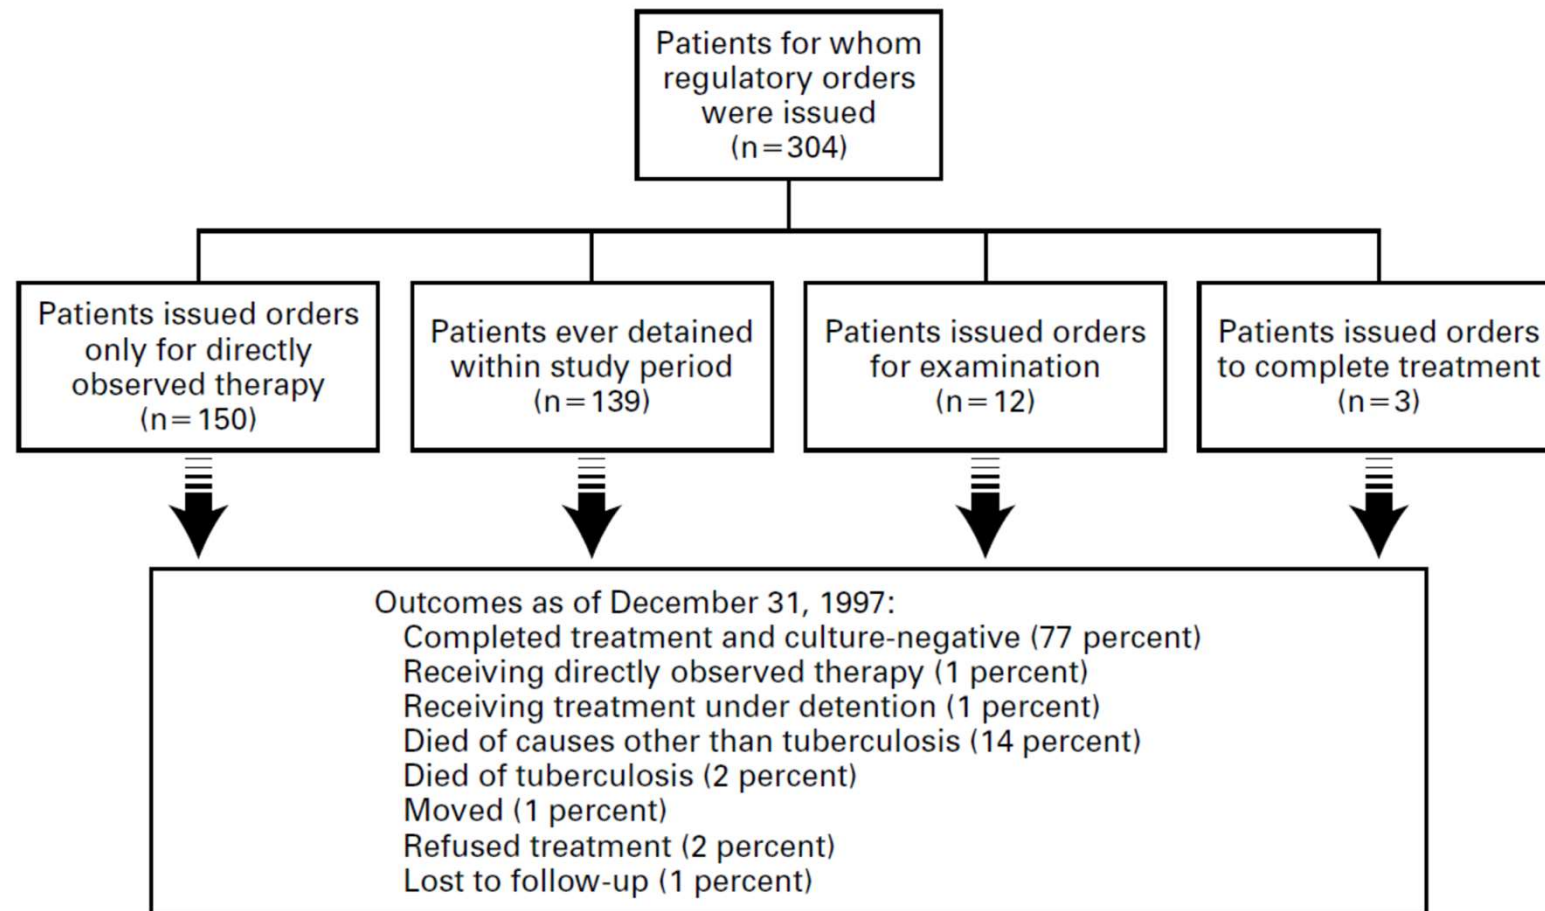 Patients for whom
regulatory orders
were issued
(n=304)
Patients issued orders
only for directly
observed therapy
(n=150)
Patients ever detained
within study period
(n=139)
Patients issued orders
for examination
(n=12)
Patients issued orders
to complete treatment
(n=3)
Outcomes as of December 31, 1997:
Completed treatment and culture-negative (77 percent)
Receiving directly observed therapy (1 percent)
Receiving treatment under detention (1 percent)
Died of causes other than tuberculosis (14 percent)
Died of tuberculosis (2 percent)
Moved (1 percent)
Refused treatment (2 percent)
Lost to follow-up (1 percent)